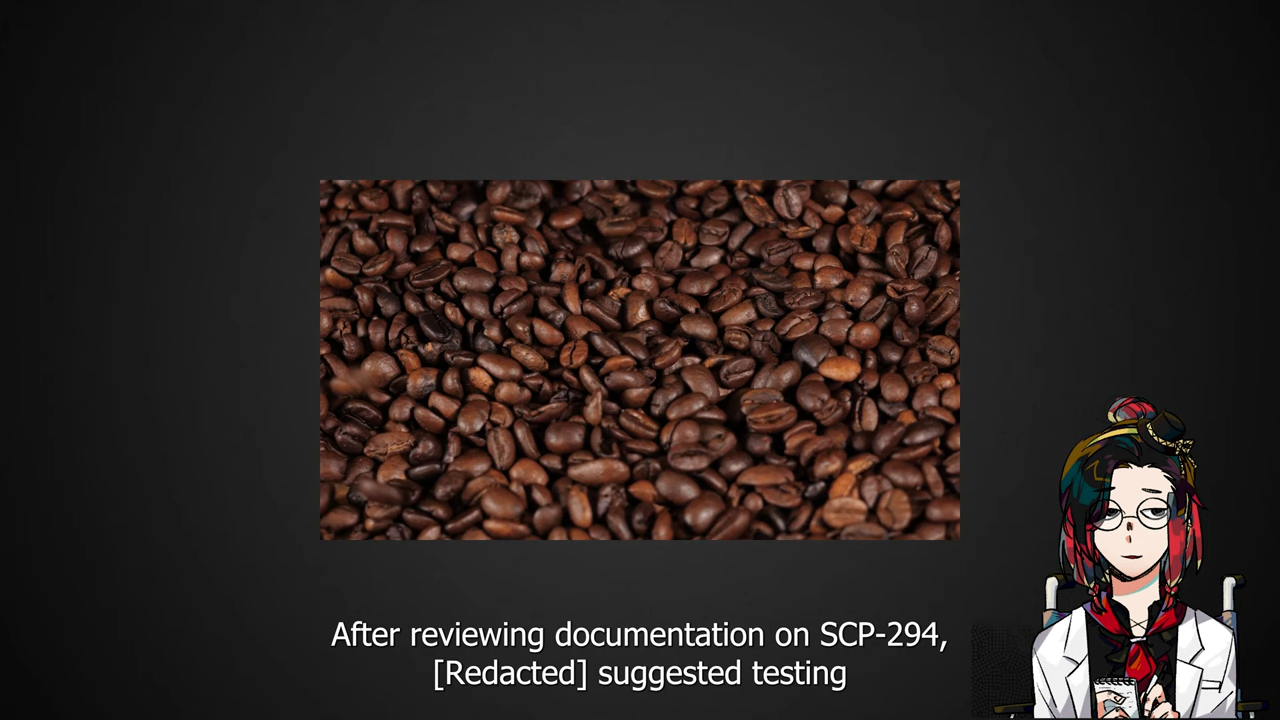 After reviewing documentation on SCP-294,
[Redacted] suggested testing